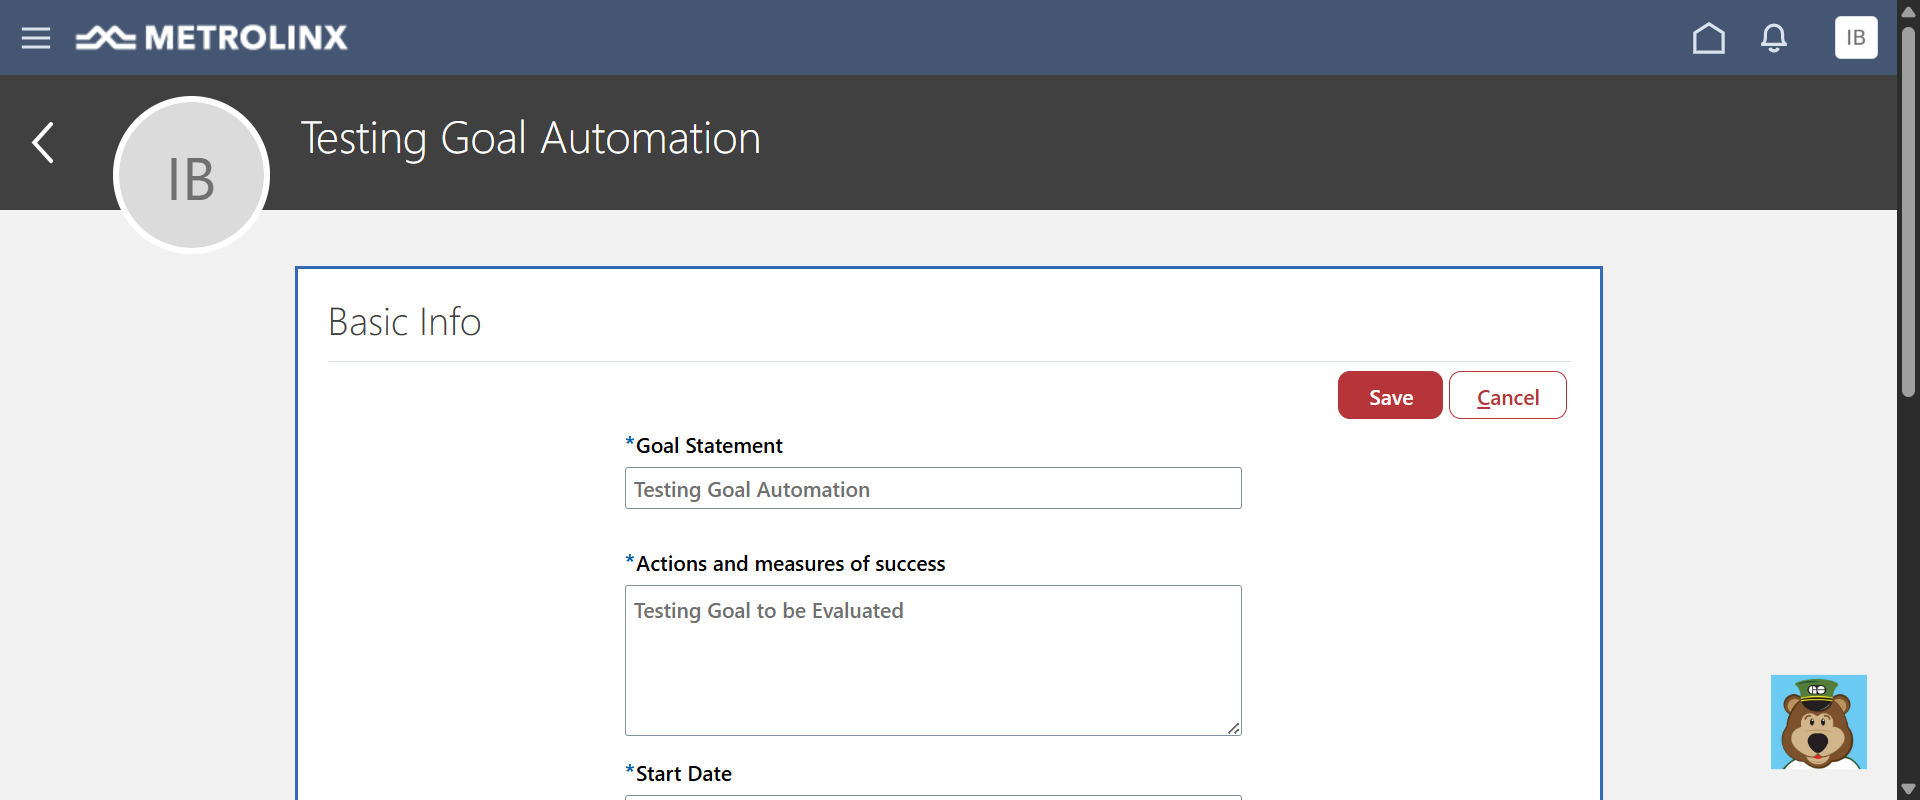 METROLINX
IB
IB
Testing Goal Automation
Basic Info
Save
Cancel
*Goal Statement
Testing Goal Automation
*Actions and measures of success
Testing Goal to be Evaluated
GO
*Start Date